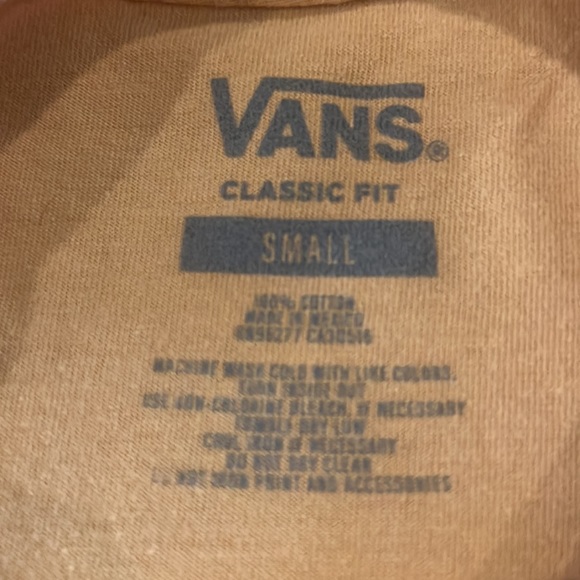 VANS®
CLASSIC FIT
SMALL
100% COTTON
MADE IN MEXICO
RN96277 CA30516
MACHINE WASH COLD WITH LIKE COLORS.
TURN INSIDE OUT
USE NON-CHLORINE BLEACH, IF NECESSARY
TUMBLE DRY LOW
COOL IRON IF NECESSARY
DO NOT DRY CLEAN
DO NOT IRON PRINT AND ACCESSORIES